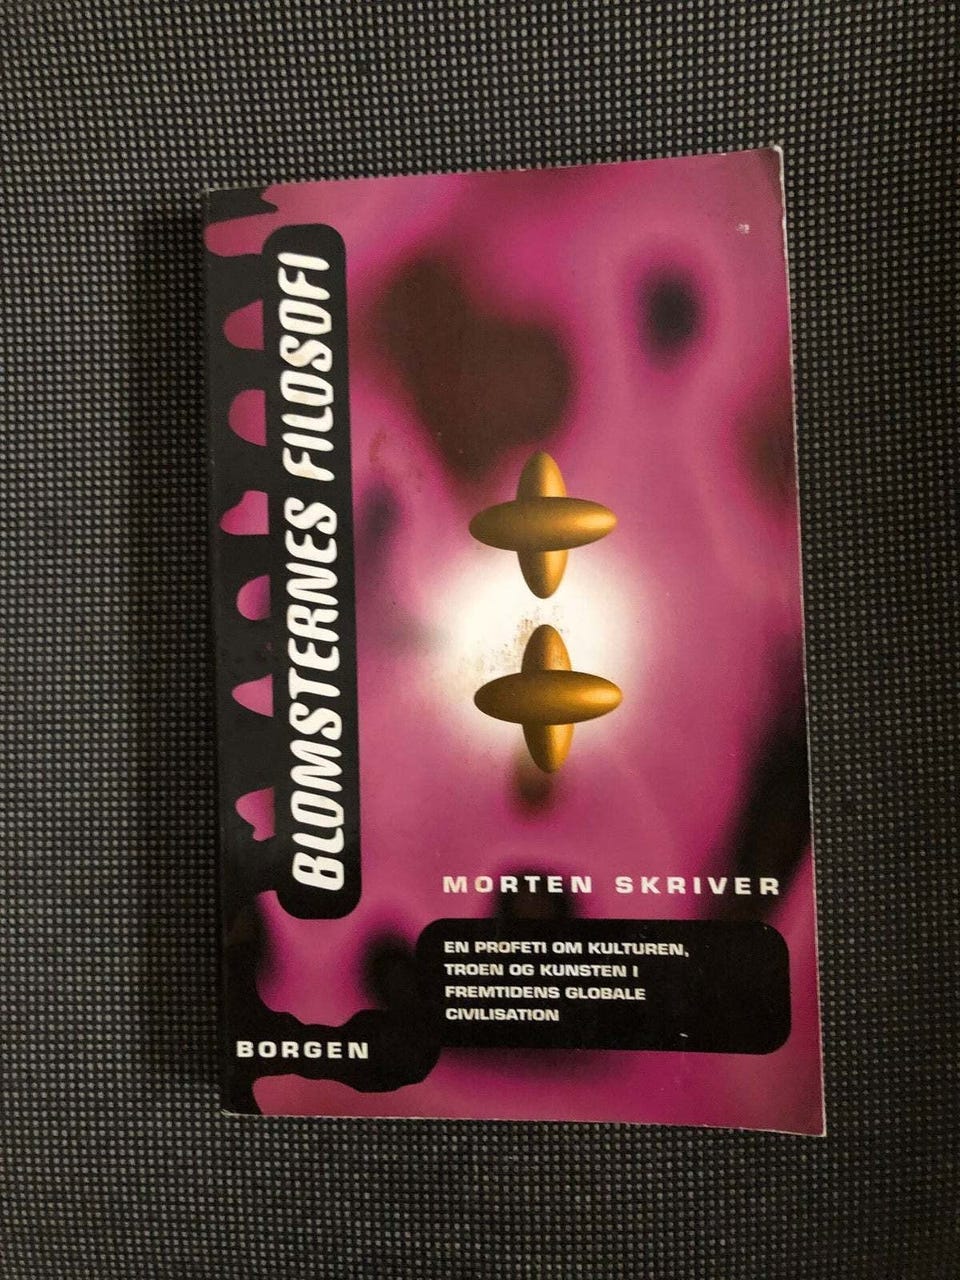 BLOMSTERNES FILOSOFI
MORTEN SKRIVER
EN PROFETI OM KULTUREN,
TROEN OG KUNSTEN I
FREMTIDENS GLOBALE
CIVILISATION
BORGEN